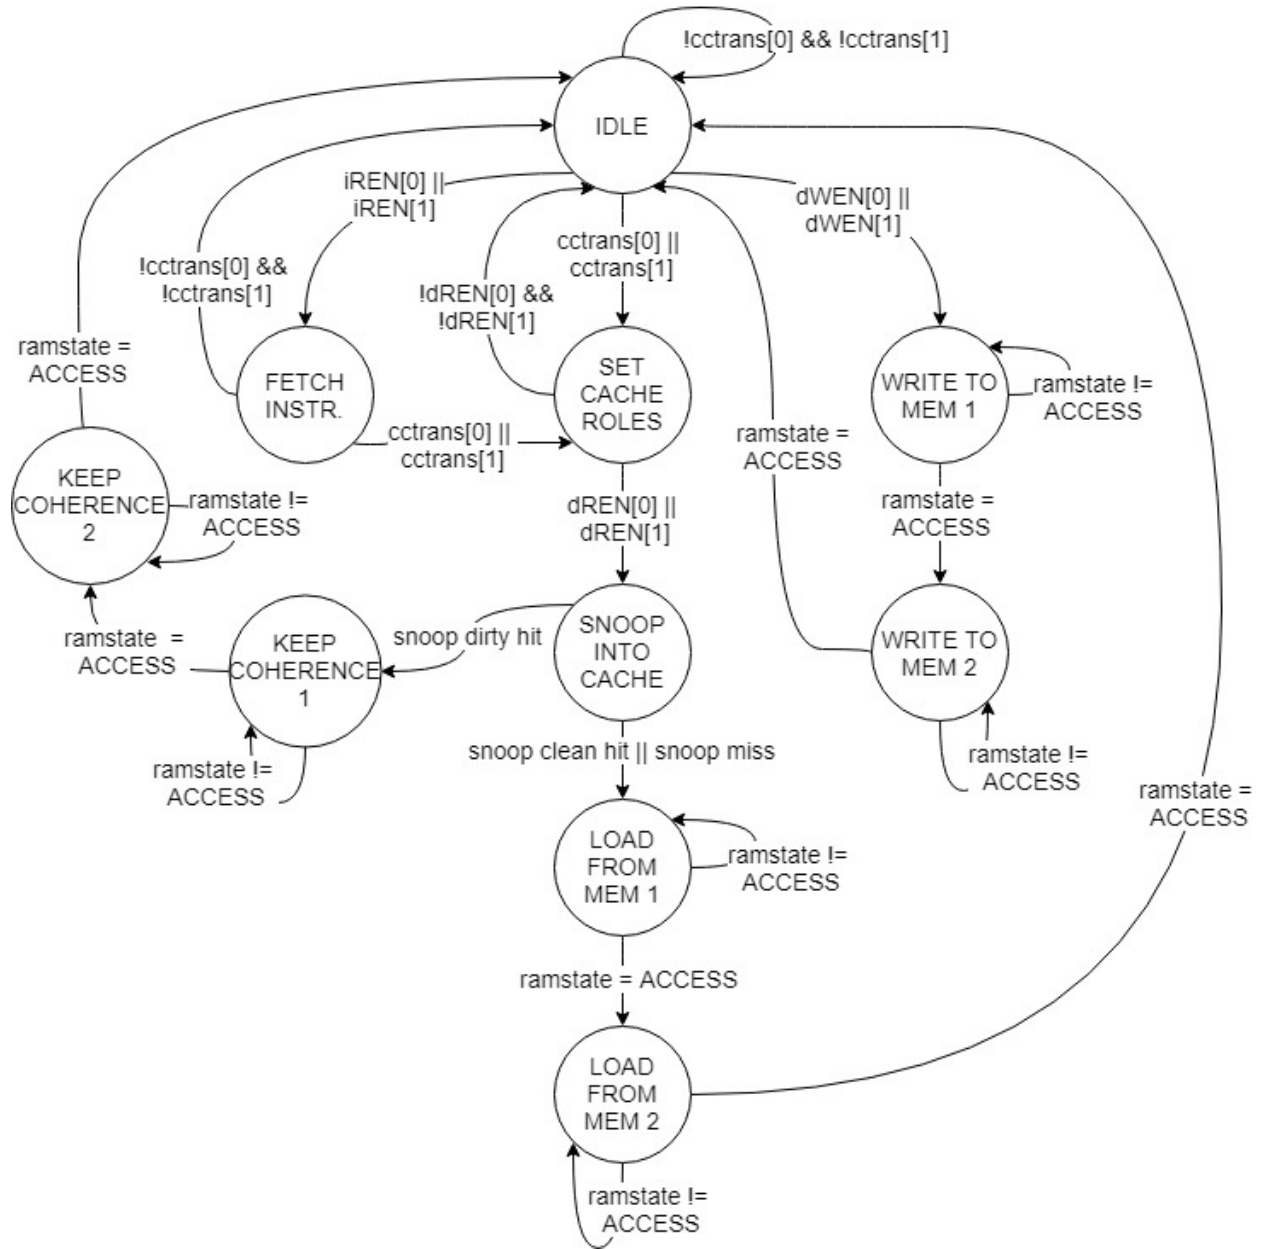 !cctrans[0] && !cctrans[1]
IDLE
iREN[0] ||
iREN[1]
dWEN[0] ||
dWEN[1]
cctrans[0] ||
cctrans[1]
!cctrans[0] &&
!cctrans[1]
!dREN[0] &&
!dREN[1]
ramstate =
ACCESS
FETCH
INSTR.
SET
CACHE
ROLES
WRITE TO
MEM 1
ramstate !=
ACCESS
cctrans[0] ||
cctrans[1]
ramstate =
ACCESS
KEEP
COHERENCE
2
ramstate !=
ACCESS
dREN[0] ||
dREN[1]
ramstate =
ACCESS
ramstate  =
ACCESS
KEEP
COHERENCE
1
snoop dirty hit
SNOOP
INTO
CACHE
WRITE TO
MEM 2
ramstate !=
ACCESS
snoop clean hit || snoop miss
ramstate !=
ACCESS
ramstate =
ACCESS
LOAD
FROM
MEM 1
ramstate !=
ACCESS
ramstate = ACCESS
LOAD
FROM
MEM 2
ramstate !=
ACCESS